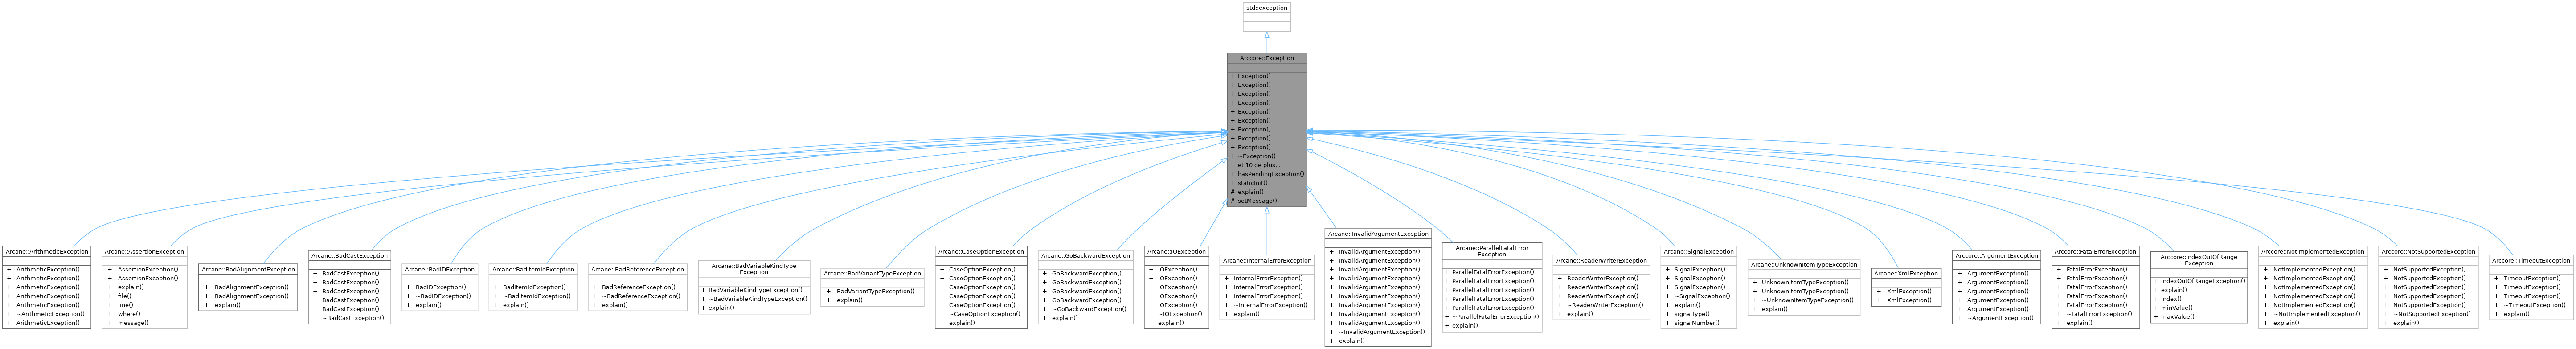 std::exception
Arccore::Exception
+ Exception()
+ Exception()
+ Exception()
+ Exception()
+ Exception()
+ Exception()
+ Exception()
+ Exception()
+ Exception()
+ ~Exception()
et 10 de plus...
+ hasPendingException()
+ staticInit()
# explain()
# setMessage()
Arcane::ArithmeticException
+ ArithmeticException()
+ ArithmeticException()
+ ArithmeticException()
+ ArithmeticException()
+ ArithmeticException()
+ ~ArithmeticException()
+ ArithmeticException()
Arcane::AssertionException
+ AssertionException()
+ AssertionException()
+ explain()
+ file()
+ line()
+ where()
+ message()
Arcane::BadAlignmentException
+ BadAlignmentException()
+ BadAlignmentException()
+ explain()
Arcane::BadCastException
+ BadCastException()
+ BadCastException()
+ BadCastException()
+ BadCastException()
+ BadCastException()
+ ~BadCastException()
Arcane::BadIDException
+ BadIDException()
+ ~BadIDException()
+ explain()
Arcane::BadItemIdException
+ BadItemIdException()
+ ~BadItemIdException()
+ explain()
Arcane::BadReferenceException
+ BadReferenceException()
+ ~BadReferenceException()
+ explain()
Arcane::BadVariableKindType
Exception
+ BadVariableKindTypeException()
+ ~BadVariableKindTypeException()
+ explain()
Arcane::BadVariantTypeException
+ BadVariantTypeException()
+ explain()
Arcane::CaseOptionException
+ CaseOptionException()
+ CaseOptionException()
+ CaseOptionException()
+ CaseOptionException()
+ CaseOptionException()
+ ~CaseOptionException()
+ explain()
Arcane::GoBackwardException
+ GoBackwardException()
+ GoBackwardException()
+ GoBackwardException()
+ GoBackwardException()
+ ~GoBackwardException()
+ explain()
Arcane::IOException
+ IOException()
+ IOException()
+ IOException()
+ IOException()
+ IOException()
+ ~IOException()
+ explain()
Arcane::InternalErrorException
+ InternalErrorException()
+ InternalErrorException()
+ InternalErrorException()
+ ~InternalErrorException()
+ explain()
Arcane::InvalidArgumentException
+ InvalidArgumentException()
+ InvalidArgumentException()
+ InvalidArgumentException()
+ InvalidArgumentException()
+ InvalidArgumentException()
+ InvalidArgumentException()
+ InvalidArgumentException()
+ InvalidArgumentException()
+ InvalidArgumentException()
+ ~InvalidArgumentException()
+ explain()
Arcane::ParallelFatalError
Exception
+ ParallelFatalErrorException()
+ ParallelFatalErrorException()
+ ParallelFatalErrorException()
+ ParallelFatalErrorException()
+ ParallelFatalErrorException()
+ ~ParallelFatalErrorException()
+ explain()
Arcane::ReaderWriterException
+ ReaderWriterException()
+ ReaderWriterException()
+ ReaderWriterException()
+ ~ReaderWriterException()
+ explain()
Arcane::SignalException
+ SignalException()
+ SignalException()
+ SignalException()
+ ~SignalException()
+ explain()
+ signalType()
+ signalNumber()
Arcane::UnknownItemTypeException
+ UnknownItemTypeException()
+ UnknownItemTypeException()
+ ~UnknownItemTypeException()
+ explain()
Arcane::XmlException
+ XmlException()
+ XmlException()
Arccore::ArgumentException
+ ArgumentException()
+ ArgumentException()
+ ArgumentException()
+ ArgumentException()
+ ArgumentException()
+ ~ArgumentException()
Arccore::FatalErrorException
+ FatalErrorException()
+ FatalErrorException()
+ FatalErrorException()
+ FatalErrorException()
+ FatalErrorException()
+ ~FatalErrorException()
+ explain()
Arccore::IndexOutOfRange
Exception
+ IndexOutOfRangeException()
+ explain()
+ index()
+ minValue()
+ maxValue()
Arccore::NotImplementedException
+ NotImplementedException()
+ NotImplementedException()
+ NotImplementedException()
+ NotImplementedException()
+ NotImplementedException()
+ ~NotImplementedException()
+ explain()
Arccore::NotSupportedException
+ NotSupportedException()
+ NotSupportedException()
+ NotSupportedException()
+ NotSupportedException()
+ NotSupportedException()
+ ~NotSupportedException()
+ explain()
Arccore::TimeoutException
+ TimeoutException()
+ TimeoutException()
+ TimeoutException()
+ ~TimeoutException()
+ explain()